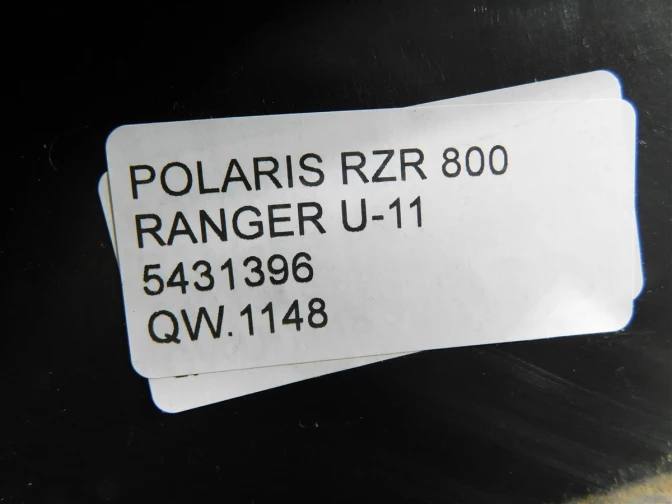 POLARIS RZR 800
RANGER U-11
5431396
QW.1148